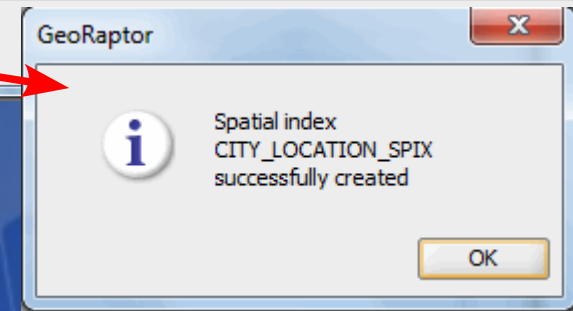 GeoRaptor
Spatial index
CITY_LOCATION_SPIX
successfully created
OK